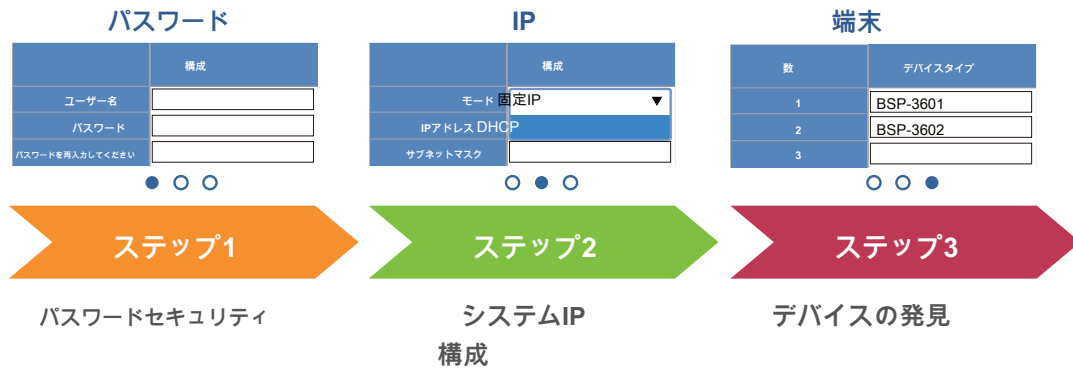 パスワード
構成
ユーザー名
パスワード
パスワードを再入力してください
ステップ1
パスワードセキュリティ
IP
構成
モード 固定IP ▼
IPアドレス DHCP
サブネットマスク
ステップ2
システムIP
構成
端末
数 デバイスタイプ
1 BSP-3601
2 BSP-3602
3
ステップ3
デバイスの発見